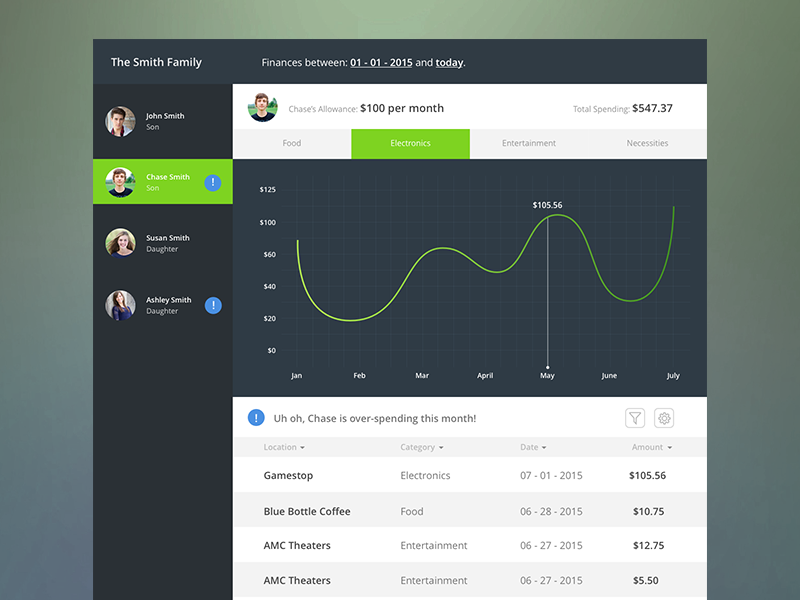 The Smith Family
Finances between: 01 - 01 - 2015 and today.
John Smith
Son
Chase Smith
Son
!
Susan Smith
Daughter
Ashley Smith
Daughter
!
Chase's Allowance: $100 per month
Total Spending: $547.37
Food Electronics Entertainment Necessities
$125
$100
$60
$40
$20
$0
$105.56
Jan Feb Mar April May June July
! Uh oh, Chase is over-spending this month!
Location Category Date Amount
Gamestop Electronics 07 - 01 - 2015 $105.56
Blue Bottle Coffee Food 06 - 28 - 2015 $10.75
AMC Theaters Entertainment 06 - 27 - 2015 $12.75
AMC Theaters Entertainment 06 - 27 - 2015 $5.50